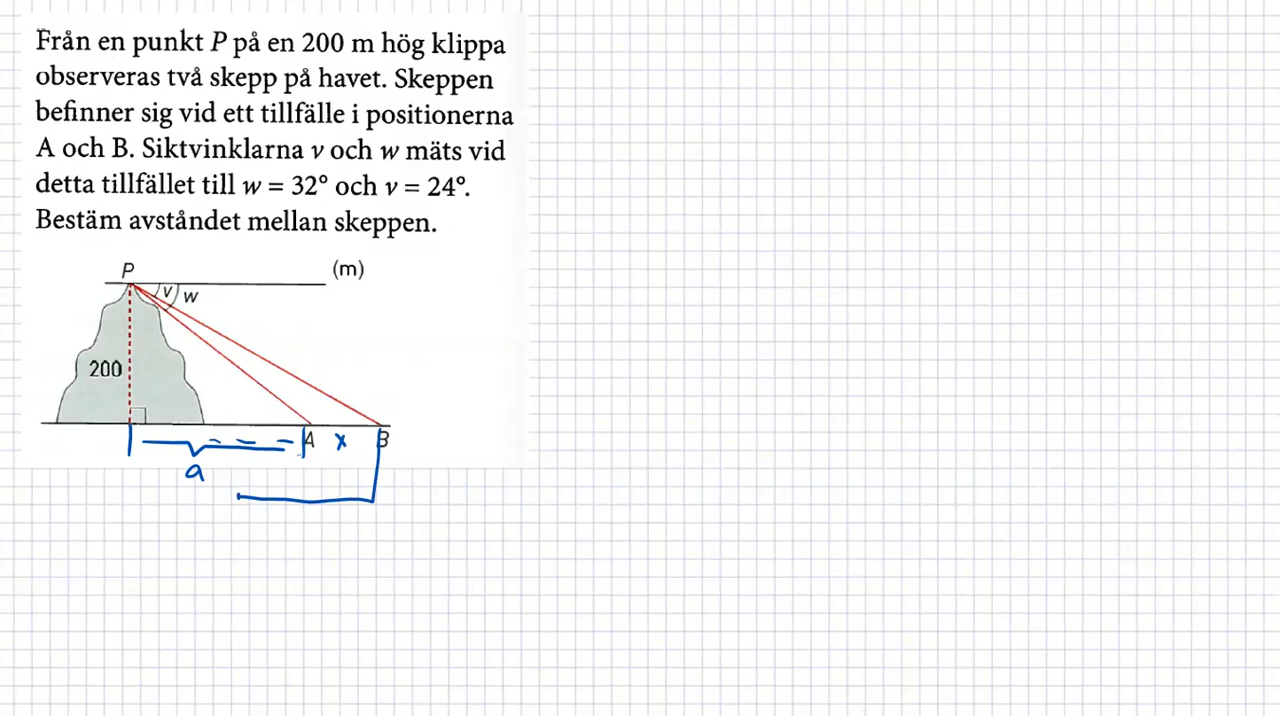 Från en punkt P på en 200 m hög klippa
observeras två skepp på havet. Skeppen
befinner sig vid ett tillfälle i positionerna
A och B. Siktvinklarna v och w mäts vid
detta tillfället till w = 32° och v = 24°.
Bestäm avståndet mellan skeppen.
P (m)
v w
200
A x B
a